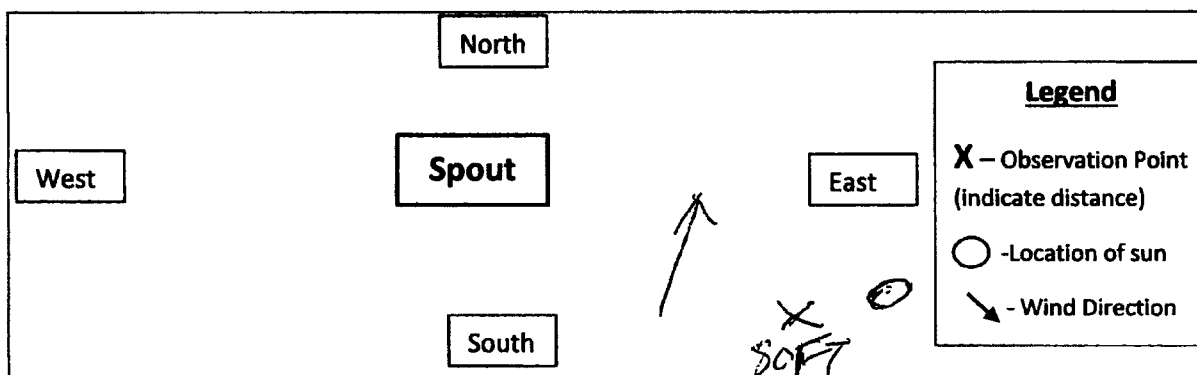 North
Legend
West
Spout
East
X – Observation Point
(indicate distance)
-Location of sun
- Wind Direction
South
X